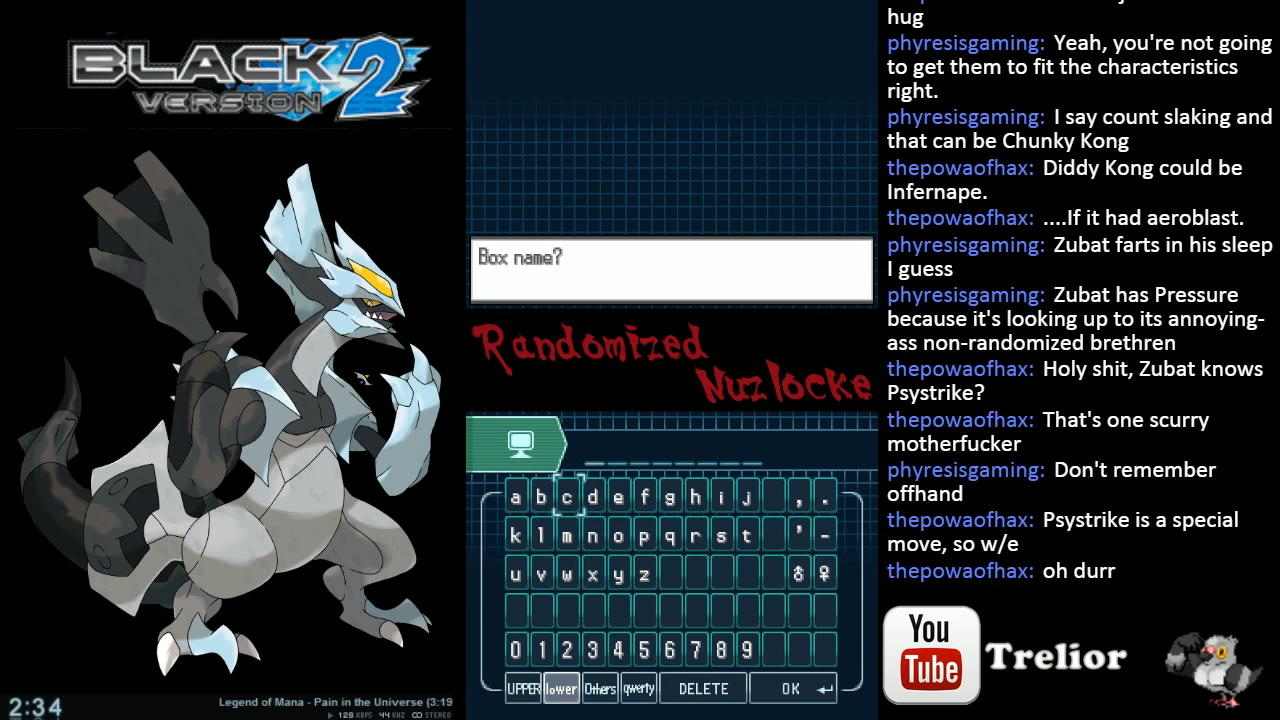 BLACK 2
VERSION
2:34
Legend of Mana - Pain in the Universe (3:19
128 KBPS 44 KHZ STEREO
Box name?
Randomized
Nuzlocke
a b c d e f g h i j , .
k l m n o p q r s t ' -
u v w x y z ♂ ♀
0 1 2 3 4 5 6 7 8 9
UPPER lower Others qwerty DELETE OK
hug
phyresisgaming: Yeah, you're not going
to get them to fit the characteristics
right.
phyresisgaming: I say count slaking and
that can be Chunky Kong
thepowaofhax: Diddy Kong could be
Infernape.
thepowaofhax: ....If it had aeroblast.
phyresisgaming: Zubat farts in his sleep
I guess
phyresisgaming: Zubat has Pressure
because it's looking up to its annoying-
ass non-randomized brethren
thepowaofhax: Holy shit, Zubat knows
Psystrike?
thepowaofhax: That's one scurry
motherfucker
phyresisgaming: Don't remember
offhand
thepowaofhax: Psystrike is a special
move, so w/e
thepowaofhax: oh durr
You
Tube
Trelior